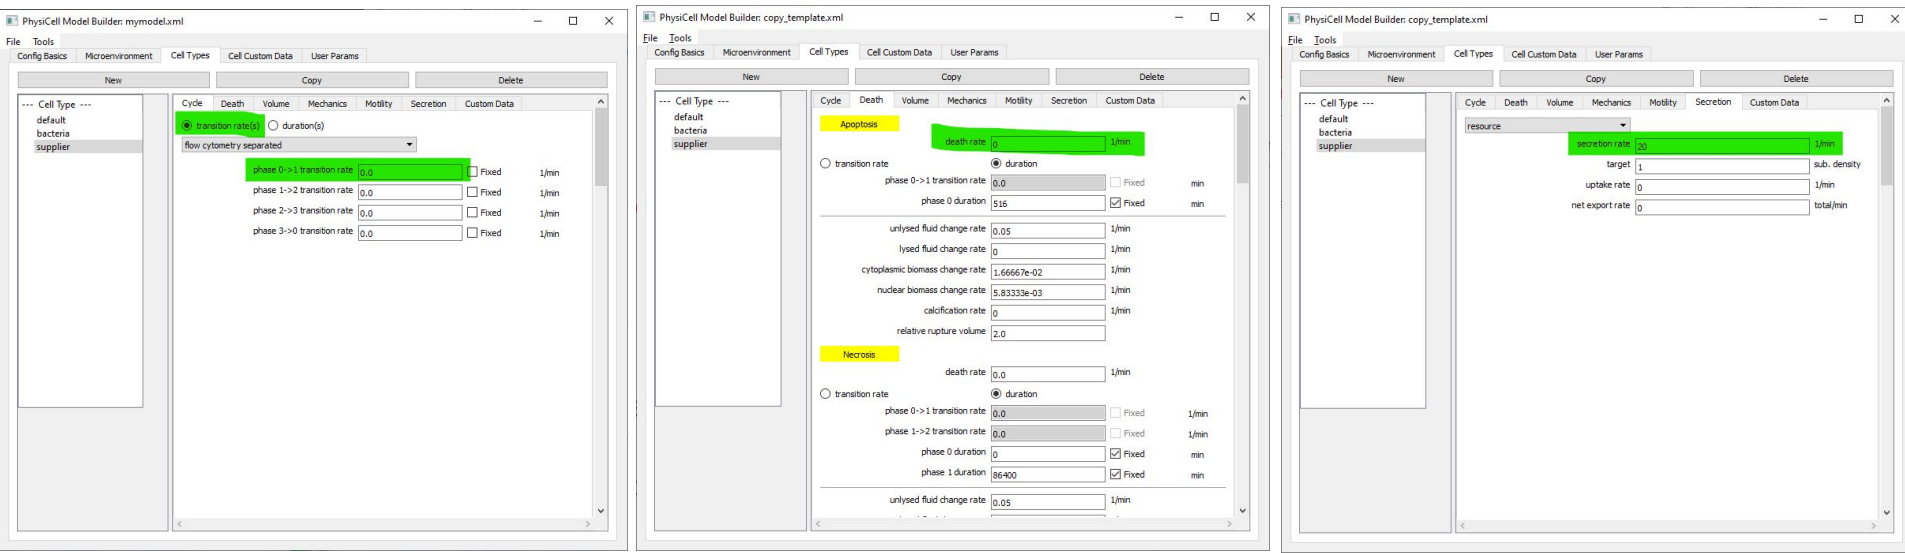 PhysiCell Model Builder: mymodel.xml
File Tools
Config Basics Microenvironment Cell Types Cell Custom Data User Params
New Copy Delete
--- Cell Type ---
default
bacteria
supplier
Cycle Death Volume Mechanics Motility Secretion Custom Data
transition rate(s) duration(s)
flow cytometry separated
phase 0->1 transition rate 0.0 Fixed 1/min
phase 1->2 transition rate 0.0 Fixed 1/min
phase 2->3 transition rate 0.0 Fixed 1/min
phase 3->0 transition rate 0.0 Fixed 1/min
PhysiCell Model Builder: copy_template.xml
File Tools
Config Basics Microenvironment Cell Types Cell Custom Data User Params
New Copy Delete
--- Cell Type ---
default
bacteria
supplier
Cycle Death Volume Mechanics Motility Secretion Custom Data
Apoptosis
death rate 0 1/min
transition rate duration
phase 0->1 transition rate 0.0 Fixed min
phase 0 duration 516 Fixed min
unlysed fluid change rate 0.05 1/min
lysed fluid change rate 0 1/min
cytoplasmic biomass change rate 1.66667e-02 1/min
nuclear biomass change rate 5.83333e-03 1/min
calcification rate 0 1/min
relative rupture volume 2.0
Necrosis
death rate 0.0 1/min
transition rate duration
phase 0->1 transition rate 0.0 Fixed 1/min
phase 1->2 transition rate 0.0 Fixed 1/min
phase 0 duration 0 Fixed min
phase 1 duration 86400 Fixed min
unlysed fluid change rate 0.05 1/min
PhysiCell Model Builder: copy_template.xml
File Tools
Config Basics Microenvironment Cell Types Cell Custom Data User Params
New Copy Delete
--- Cell Type ---
default
bacteria
supplier
Cycle Death Volume Mechanics Motility Secretion Custom Data
resource
secretion rate 20 1/min
target 1 sub. density
uptake rate 0 1/min
net export rate 0 total/min